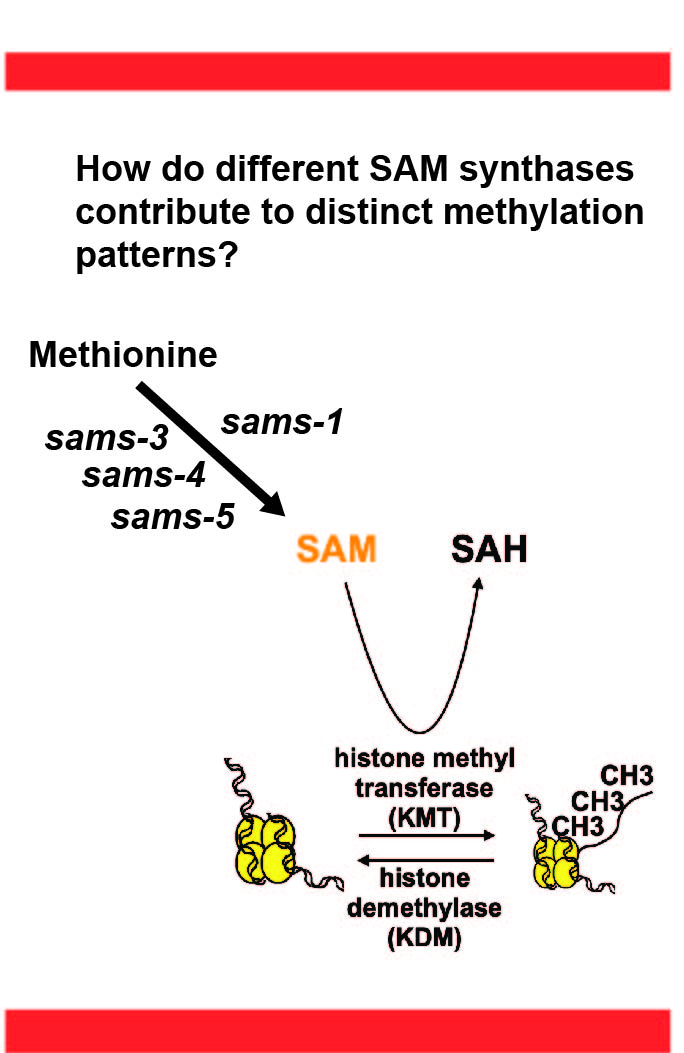 How do different SAM synthases
contribute to distinct methylation
patterns?
Methionine
sams-1
sams-3
sams-4
sams-5
SAM
SAH
histone methyl
transferase
(KMT)
CH3
CH3
CH3
histone
demethylase
(KDM)